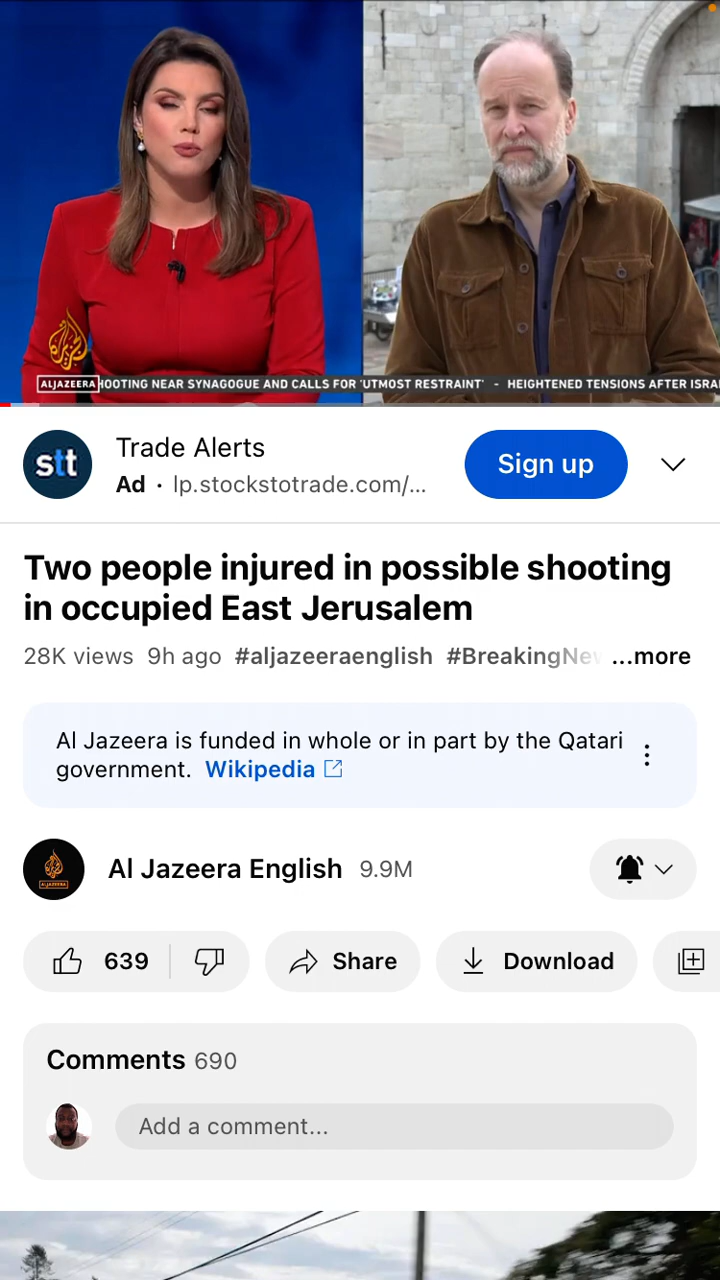 ALJAZEERA HOOTING NEAR SYNAGOGUE AND CALLS FOR 'UTMOST RESTRAINT' - HEIGHTENED TENSIONS AFTER ISRA
stt
Trade Alerts
Ad · lp.stockstotrade.com/...
Sign up
Two people injured in possible shooting
in occupied East Jerusalem
28K views 9h ago #aljazeeraenglish #BreakingNev ...more
Al Jazeera is funded in whole or in part by the Qatari
government. Wikipedia
ALJAZEERA
Al Jazeera English 9.9M
639 Share Download
Comments 690
Add a comment...